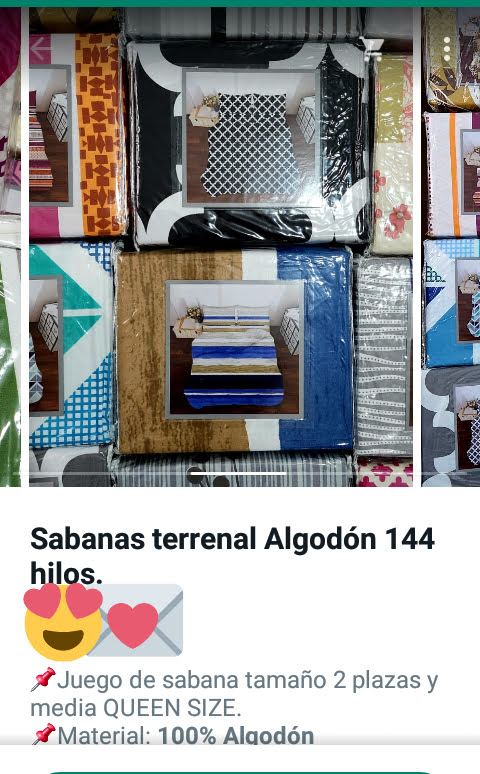 Sabanas terrenal Algodón 144
hilos.
📌Juego de sabana tamaño 2 plazas y
media QUEEN SIZE.
📌Material: 100% Algodón